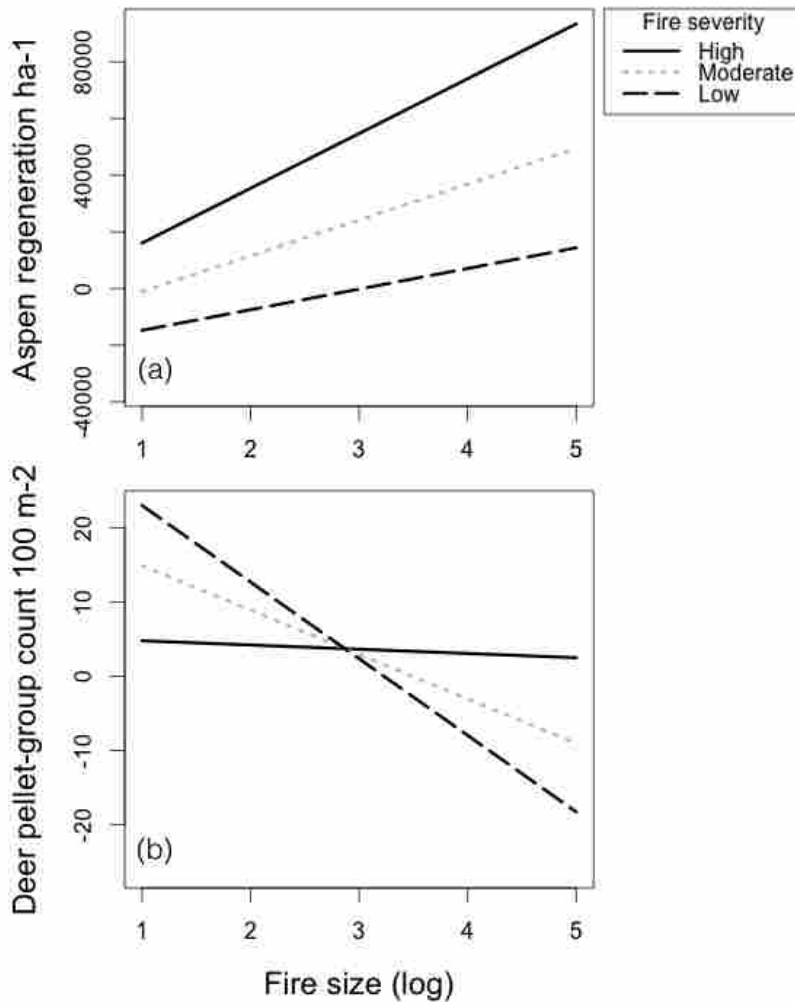 Fire severity
High
Moderate
Low
Aspen regeneration ha-1
80000
40000
0
-40000
(a)
1 2 3 4 5
Deer pellet-group count 100 m-2
20
10
0
-10
-20
(b)
1 2 3 4 5
Fire size (log)